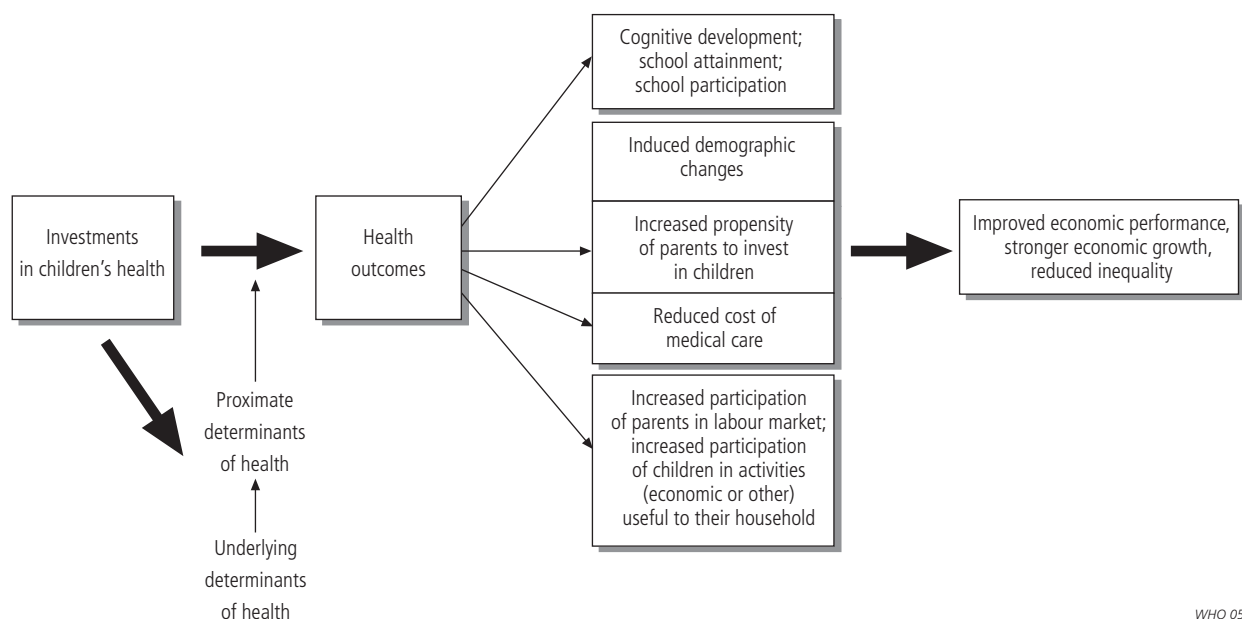 Investments
in children's health
Proximate
determinants
of health
Underlying
determinants
of health
Health
outcomes
Cognitive development;
school attainment;
school participation
Induced demographic
changes
Increased propensity
of parents to invest
in children
Reduced cost of
medical care
Increased participation
of parents in labour market;
increased participation
of children in activities
(economic or other)
useful to their household
Improved economic performance,
stronger economic growth,
reduced inequality
WHO 05